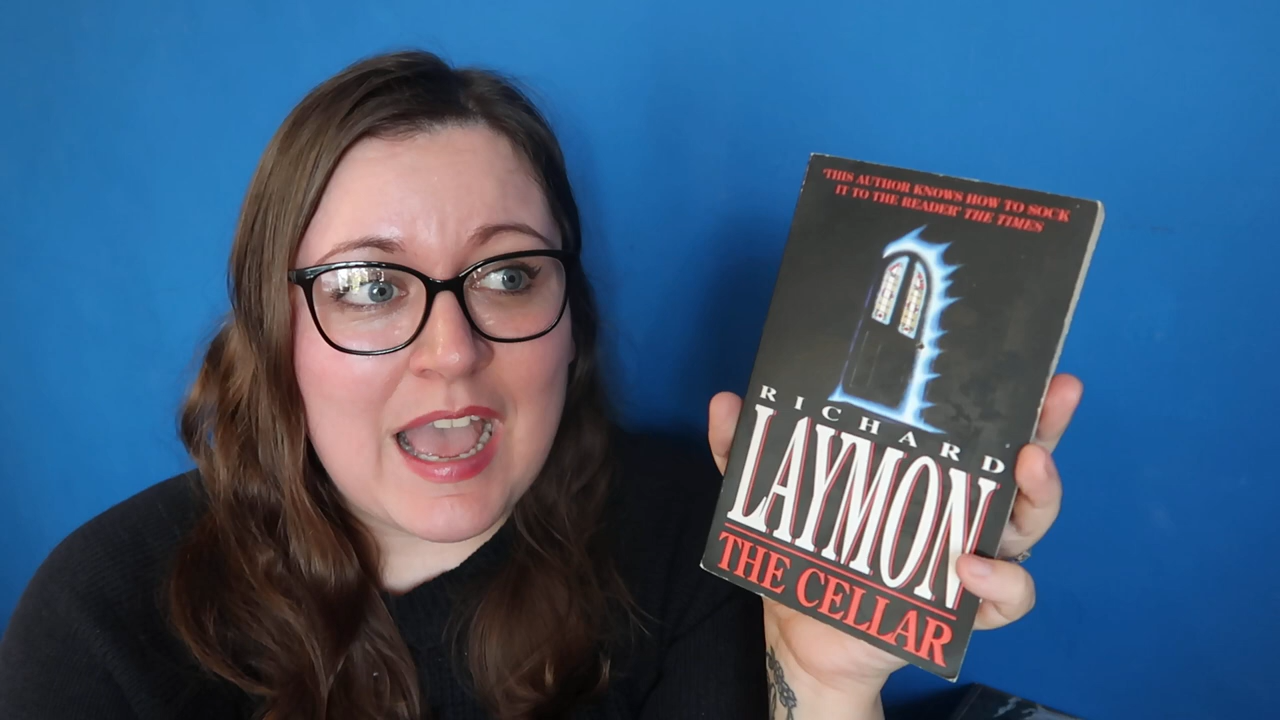 'THIS AUTHOR KNOWS HOW TO SOCK
IT TO THE READER' THE TIMES
RICHARD
LAYMON
THE CELLAR